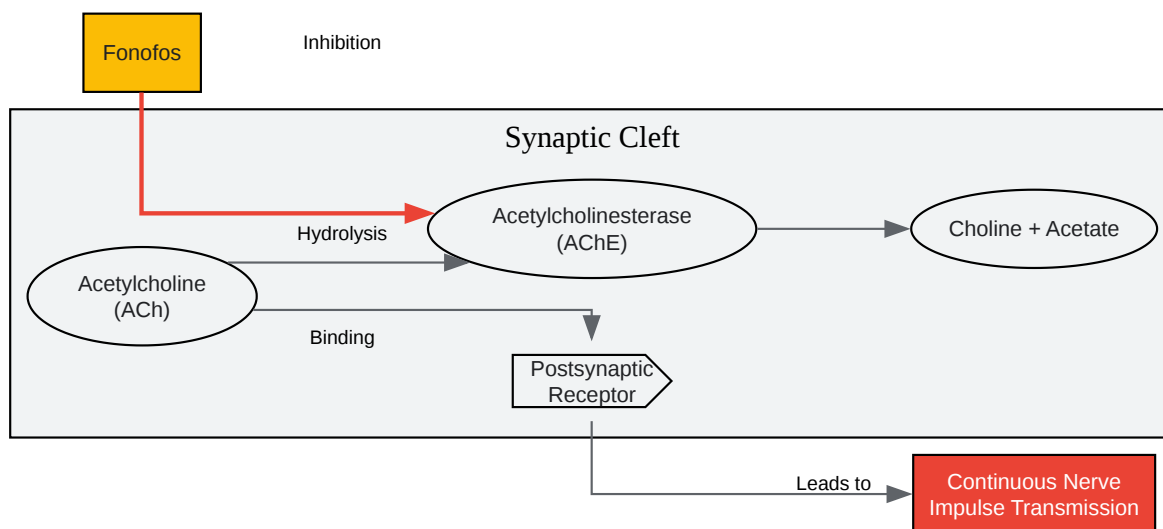 Fonofos
Inhibition
Synaptic Cleft
Acetylcholinesterase
(AChE)
Choline + Acetate
Hydrolysis
Acetylcholine
(ACh)
Binding
Postsynaptic
Receptor
Leads to
Continuous Nerve
Impulse Transmission